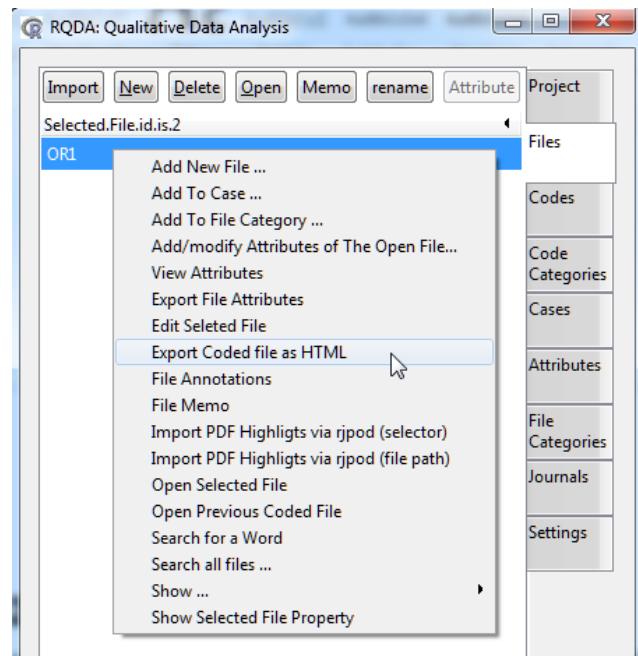 RQDA: Qualitative Data Analysis
Import New Delete Open Memo rename Attribute
Selected.File.id.is.2
OR1
Add New File ...
Add To Case ...
Add To File Category ...
Add/modify Attributes of The Open File...
View Attributes
Export File Attributes
Edit Seleted File
Export Coded file as HTML
File Annotations
File Memo
Import PDF Highligts via rjpod (selector)
Import PDF Highligts via rjpod (file path)
Open Selected File
Open Previous Coded File
Search for a Word
Search all files ...
Show ...
Show Selected File Property
Project
Files
Codes
Code
Categories
Cases
Attributes
File
Categories
Journals
Settings